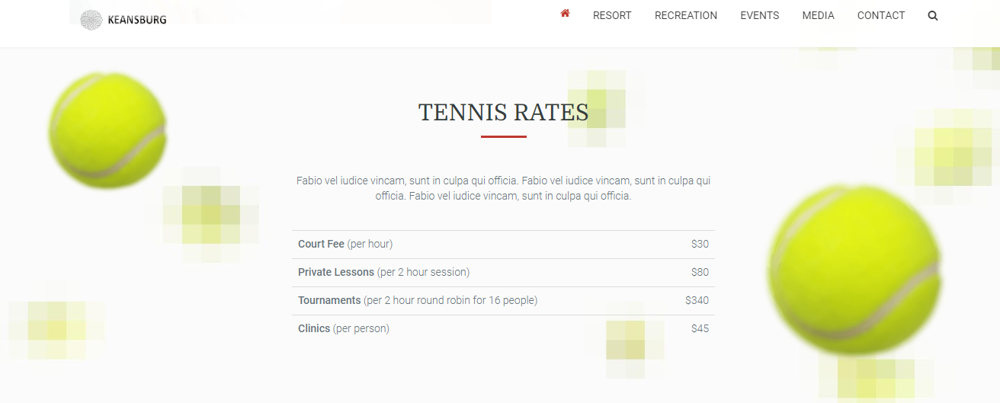 KEANSBURG
RESORT RECREATION EVENTS MEDIA CONTACT
TENNIS RATES
Fabio vel iudice vincam, sunt in culpa qui officia. Fabio vel iudice vincam, sunt in culpa qui
officia. Fabio vel iudice vincam, sunt in culpa qui officia.
Court Fee (per hour) $30
Private Lessons (per 2 hour session) $80
Tournaments (per 2 hour round robin for 16 people) $340
Clinics (per person) $45